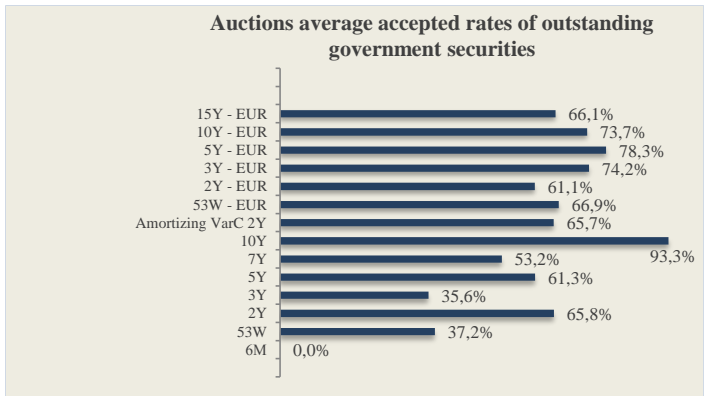 Auctions average accepted rates of outstanding
government securities
15Y - EUR 66,1%
10Y - EUR 73,7%
5Y - EUR 78,3%
3Y - EUR 74,2%
2Y - EUR 61,1%
53W - EUR 66,9%
Amortizing VarC 2Y 65,7%
10Y 93,3%
7Y 53,2%
5Y 61,3%
3Y 35,6%
2Y 65,8%
53W 37,2%
6M 0,0%